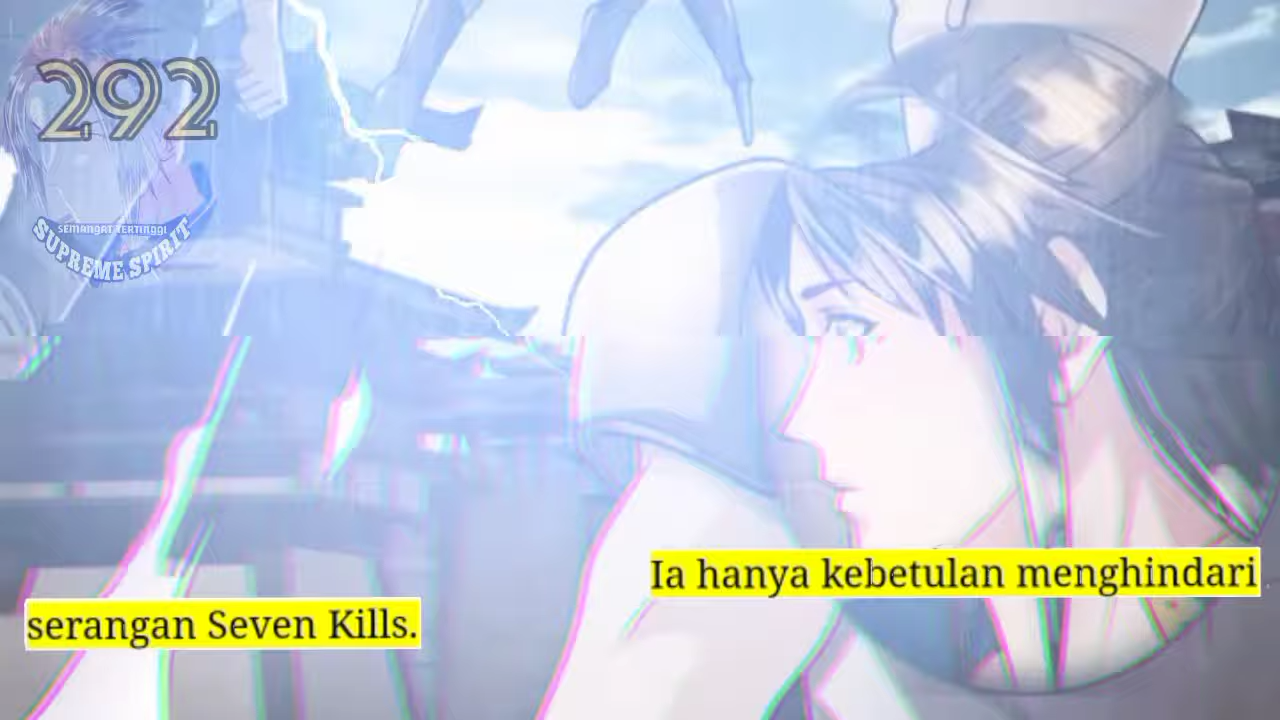 292
SEMANGAT TERTINGGI
SUPREME SPIRIT
Ia hanya kebetulan menghindari
serangan Seven Kills.